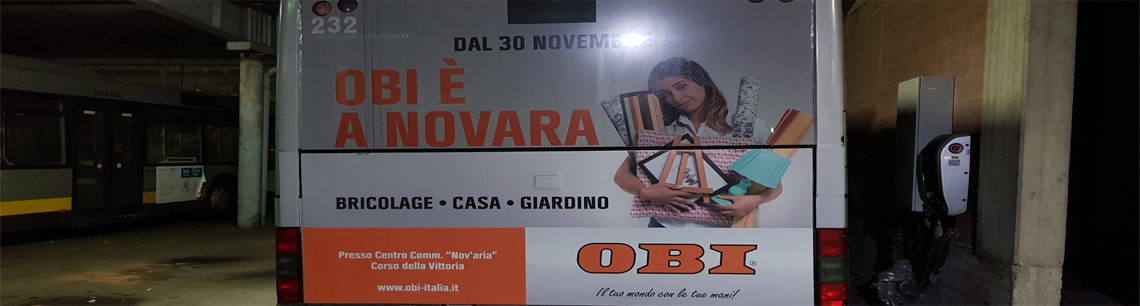 232
DAL 30 NOVEMBRE
OBI È
A NOVARA
uscita
BRICOLAGE • CASA • GIARDINO
Presso Centro Comm. "Nov'aria"
Corso della Vittoria
www.obi-italia.it
OBI®
Il tuo mondo con le tue mani!